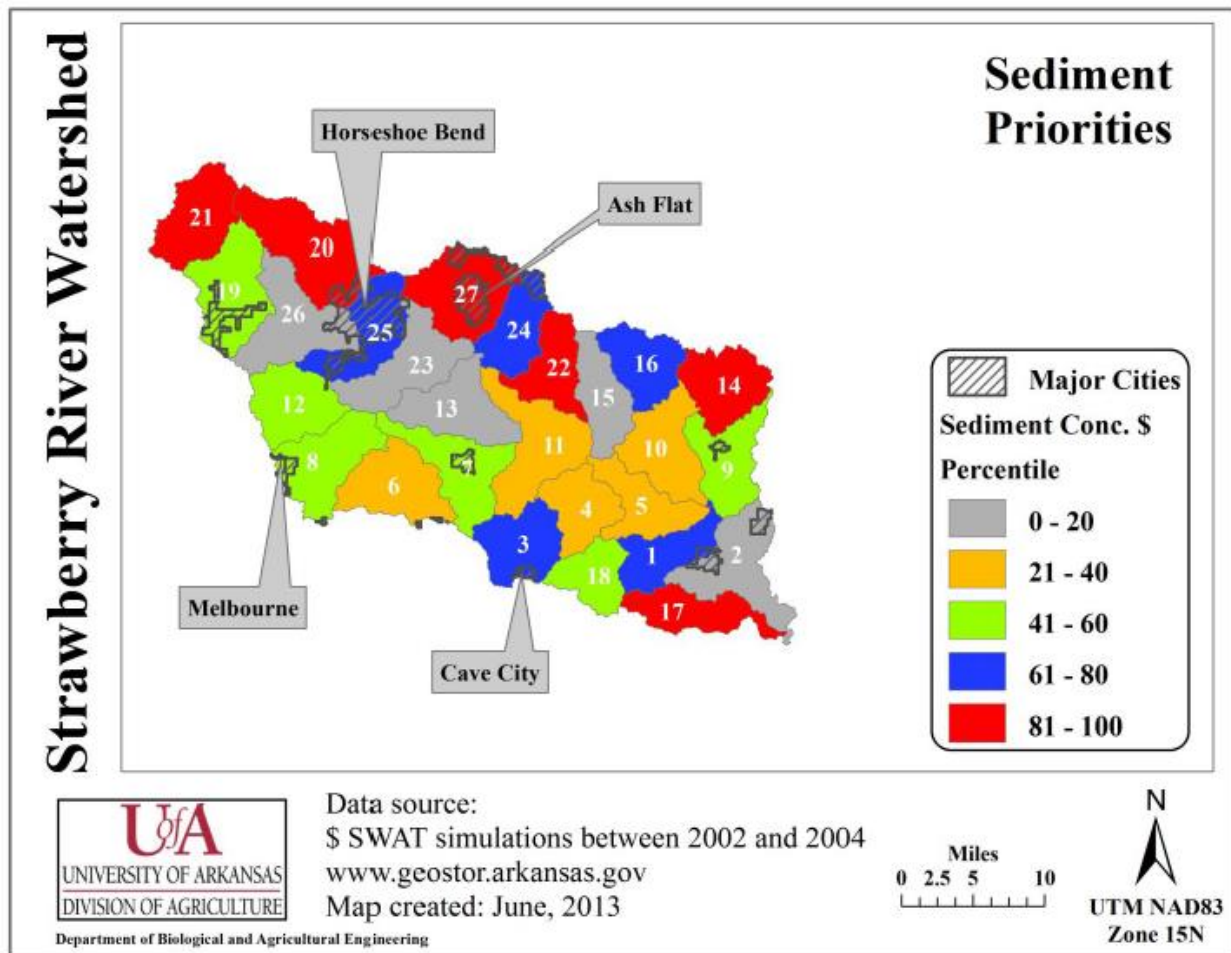 Strawberry River Watershed
Sediment
Priorities
Horseshoe Bend
Ash Flat
21
20
19
27
26
25
24
23
22
16
14
15
12
13
11
10
9
8
7
6
4
5
3
1
2
18
17
Melbourne
Cave City
Major Cities
Sediment Conc. $
Percentile
0 - 20
21 - 40
41 - 60
61 - 80
81 - 100
UofA
UNIVERSITY OF ARKANSAS
DIVISION OF AGRICULTURE
Department of Biological and Agricultural Engineering
Data source:
$ SWAT simulations between 2002 and 2004
www.geostor.arkansas.gov
Map created: June, 2013
Miles
0 2.5 5 10
N
UTM NAD83
Zone 15N